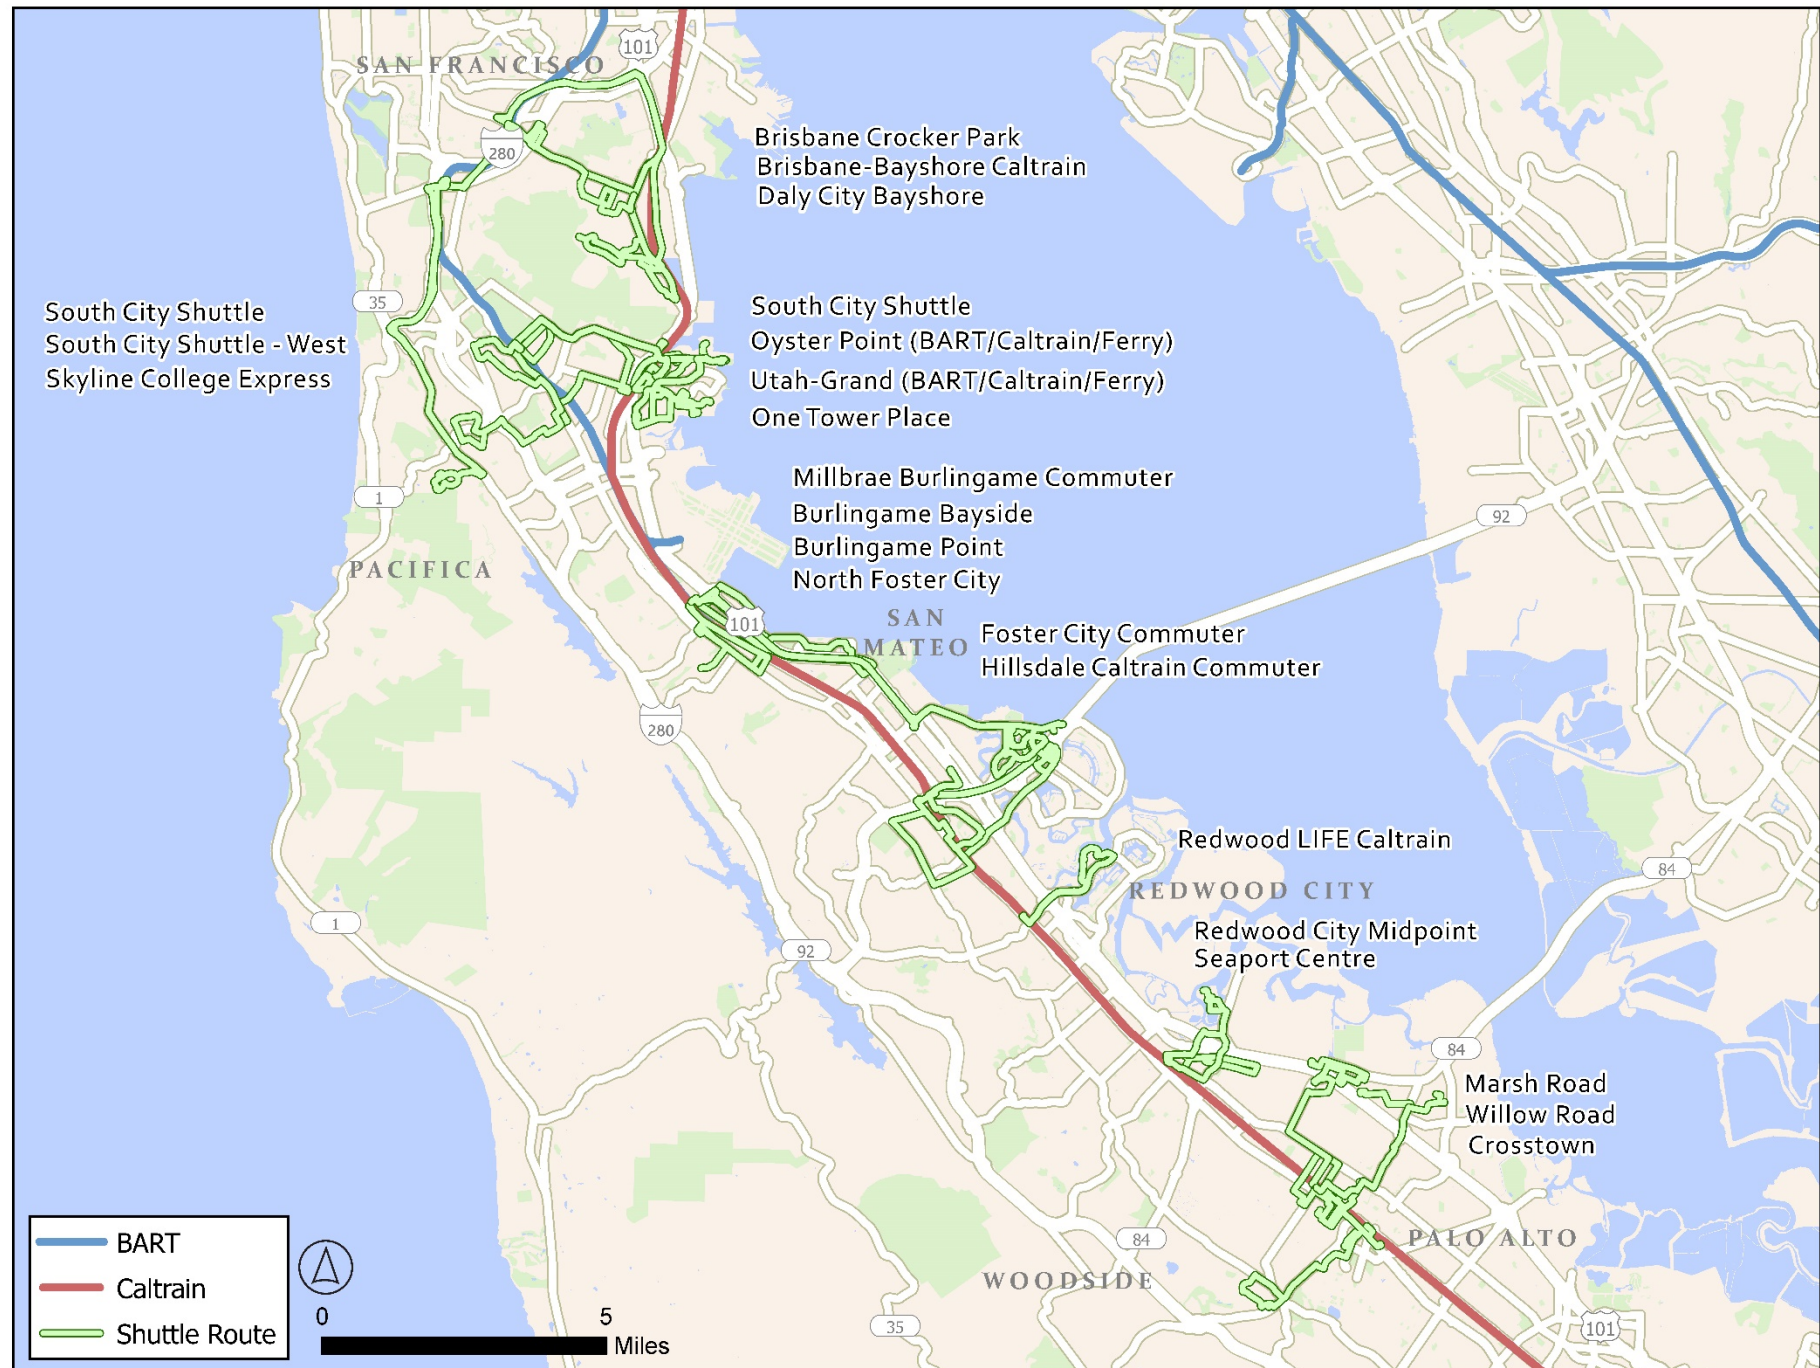 101
SAN FRANCISCO
Brisbane Crocker Park
Brisbane-Bayshore Caltrain
Daly City Bayshore
280
35
South City Shuttle
South City Shuttle - West
Skyline College Express
South City Shuttle
Oyster Point (BART/Caltrain/Ferry)
Utah-Grand (BART/Caltrain/Ferry)
One Tower Place
1
Millbrae Burlingame Commuter
Burlingame Bayside
Burlingame Point
North Foster City
92
PACIFICA
101
SAN
MATEO
Foster City Commuter
Hillsdale Caltrain Commuter
280
Redwood LIFE Caltrain
84
REDWOOD CITY
1
92
Redwood City Midpoint
Seaport Centre
84
Marsh Road
Willow Road
Crosstown
84
PALO ALTO
WOODSIDE
35
101
BART
Caltrain
Shuttle Route
0 5
Miles